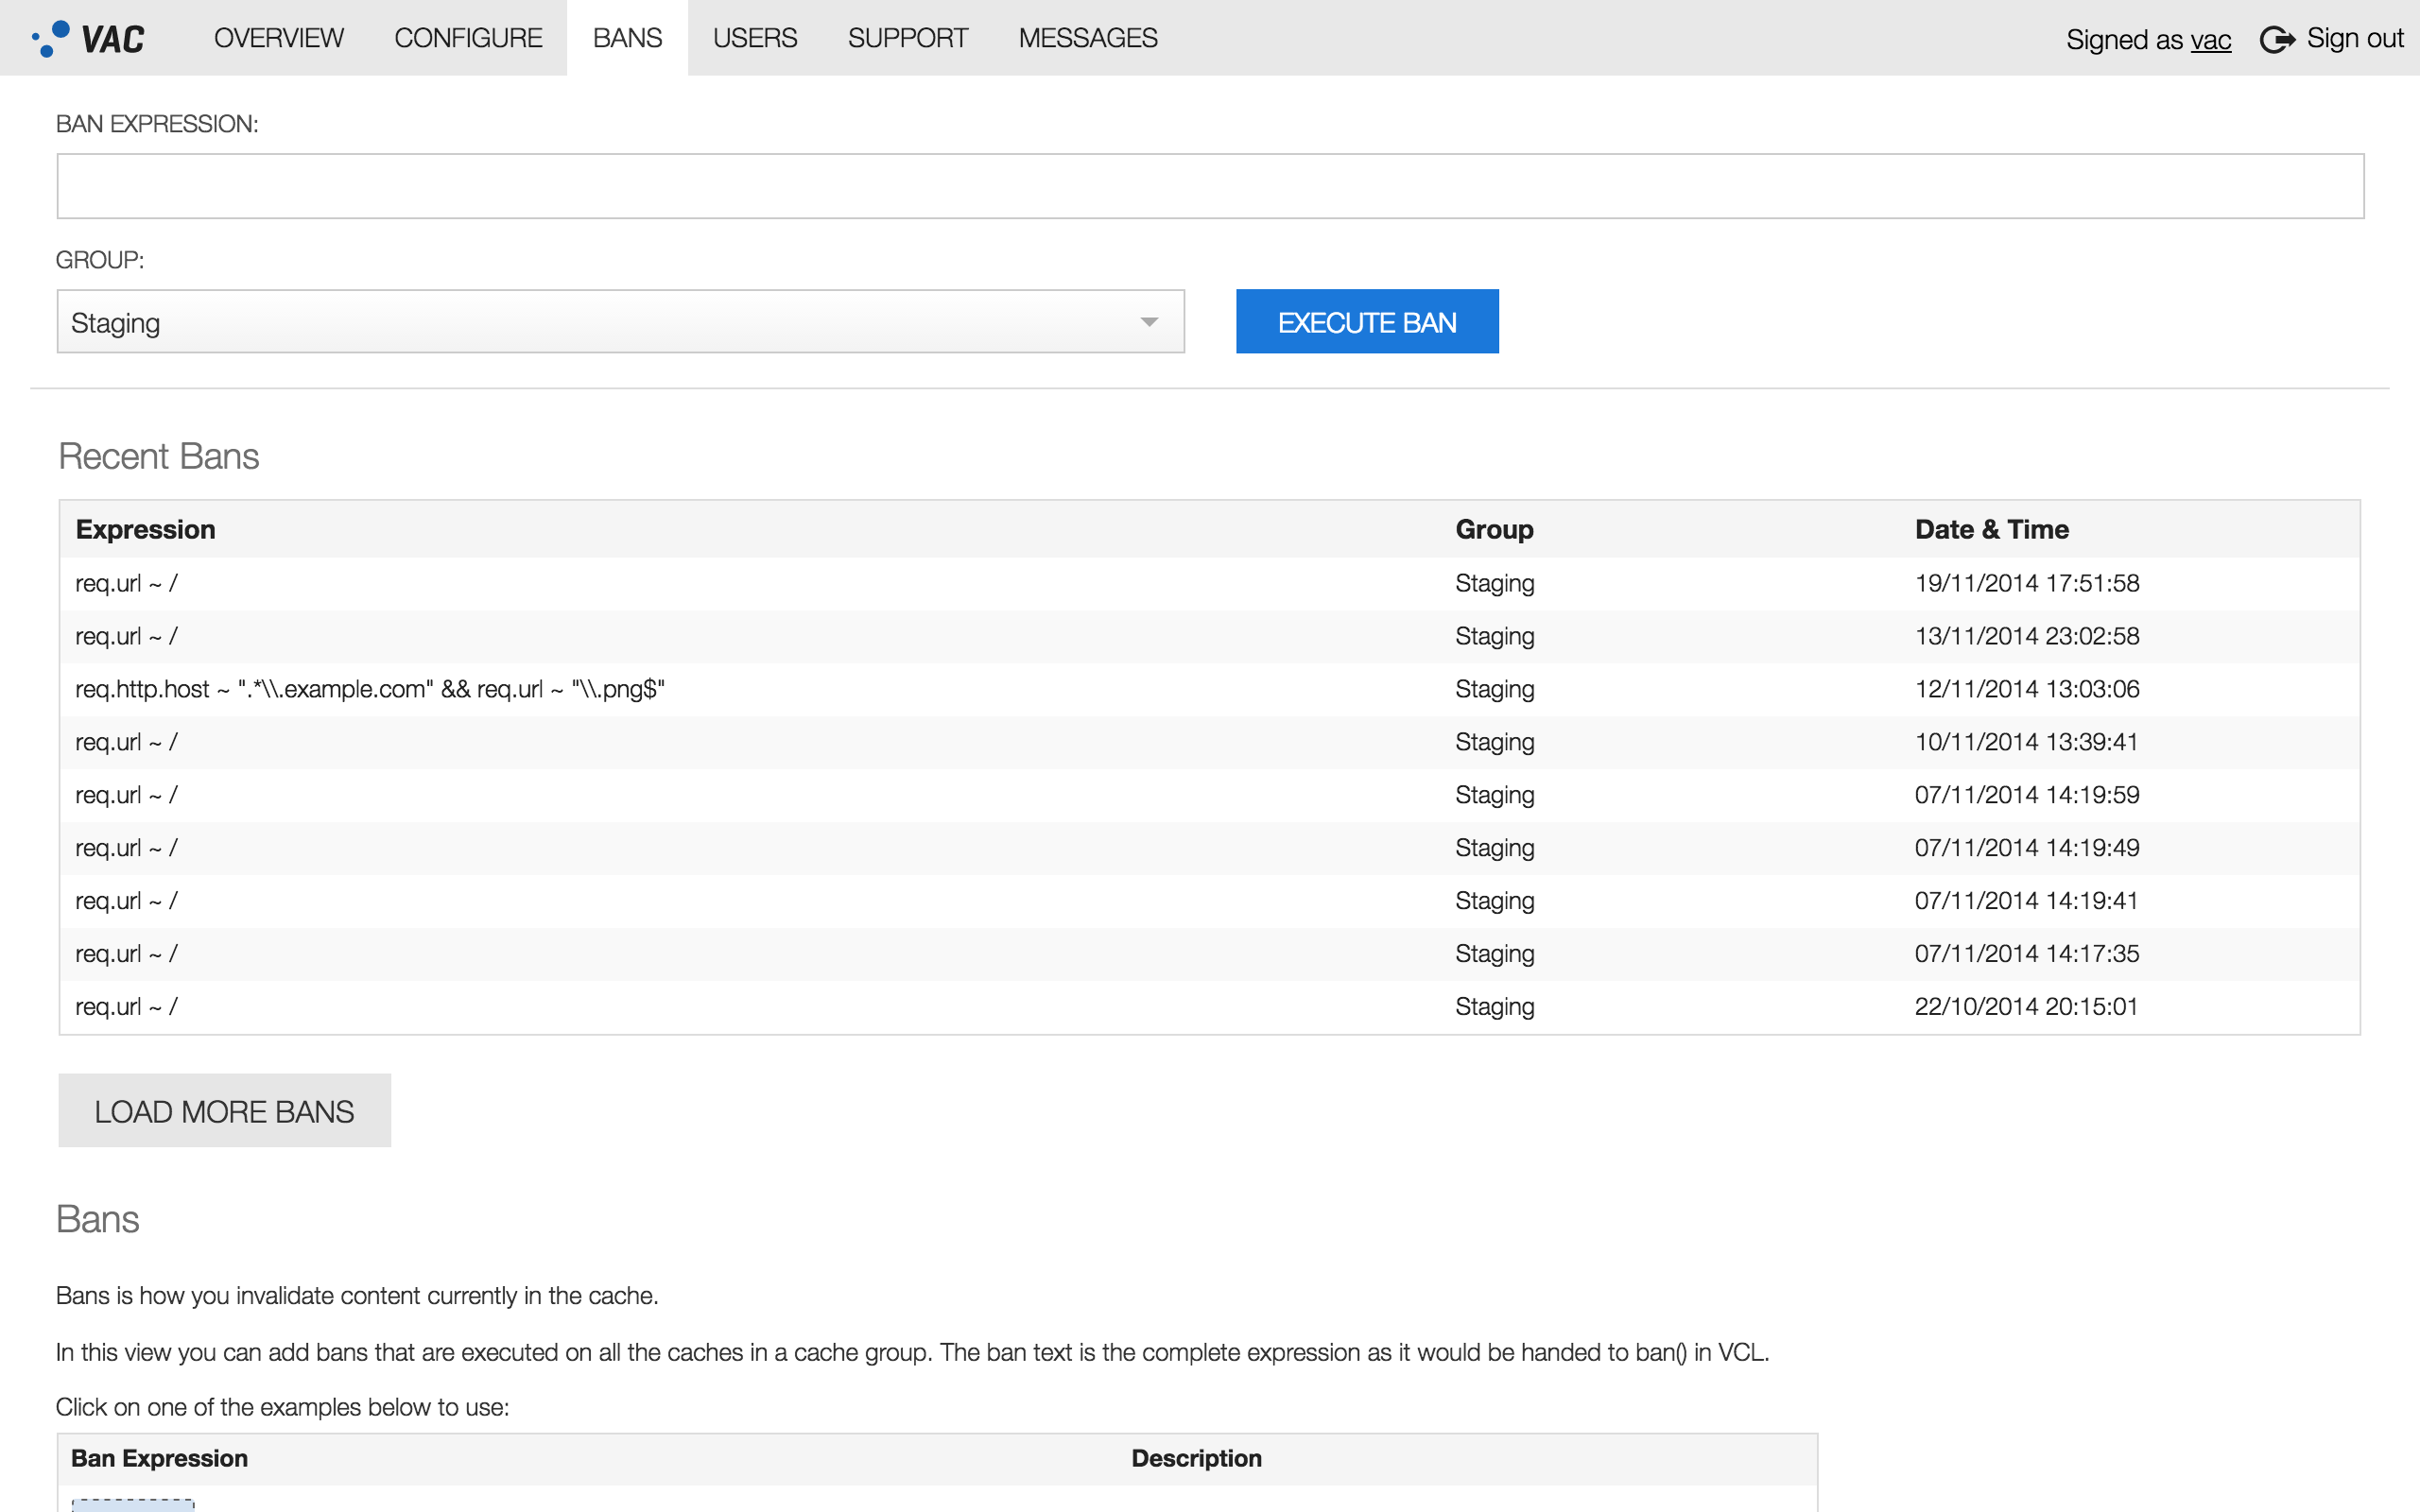 VAC OVERVIEW CONFIGURE BANS USERS SUPPORT MESSAGES Signed as vac Sign out
BAN EXPRESSION:
GROUP:
Staging EXECUTE BAN
Recent Bans
Expression Group Date & Time
req.url ~ / Staging 19/11/2014 17:51:58
req.url ~ / Staging 13/11/2014 23:02:58
req.http.host ~ ".*\\.example.com" && req.url ~ "\\.png$" Staging 12/11/2014 13:03:06
req.url ~ / Staging 10/11/2014 13:39:41
req.url ~ / Staging 07/11/2014 14:19:59
req.url ~ / Staging 07/11/2014 14:19:49
req.url ~ / Staging 07/11/2014 14:19:41
req.url ~ / Staging 07/11/2014 14:17:35
req.url ~ / Staging 22/10/2014 20:15:01
LOAD MORE BANS
Bans
Bans is how you invalidate content currently in the cache.
In this view you can add bans that are executed on all the caches in a cache group. The ban text is the complete expression as it would be handed to ban() in VCL.
Click on one of the examples below to use:
Ban Expression Description